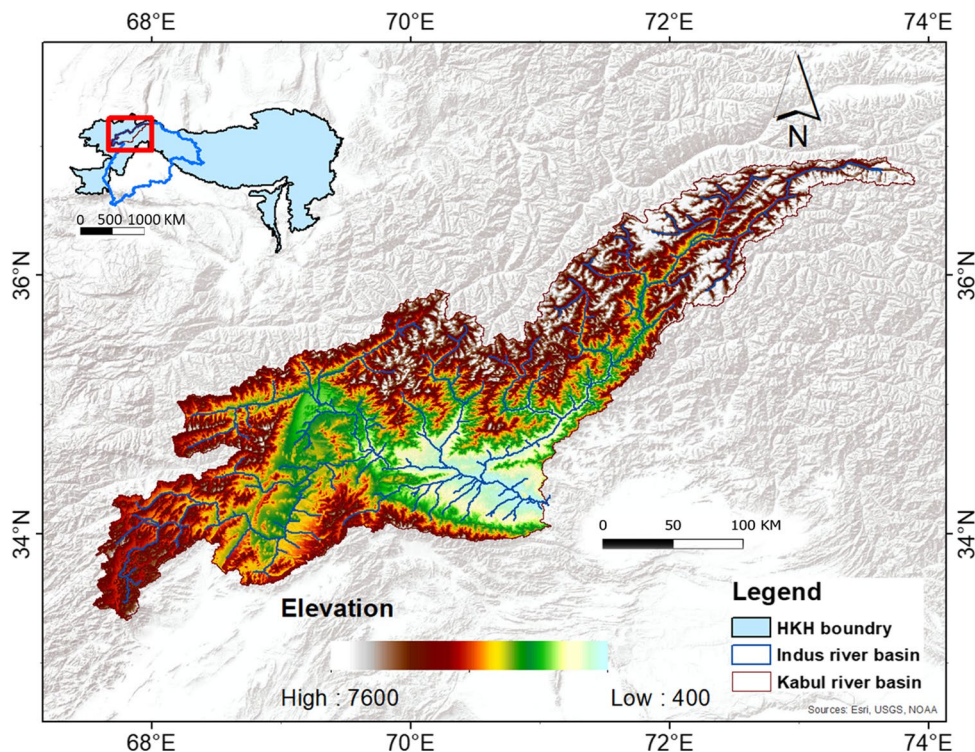 68°E 70°E 72°E 74°E
N
0 500 1000 KM
36°N 36°N
34°N 34°N
0 50 100 KM
Elevation
High : 7600 Low : 400
Legend
HKH boundry
Indus river basin
Kabul river basin
Sources: Esri, USGS, NOAA
68°E 70°E 72°E 74°E